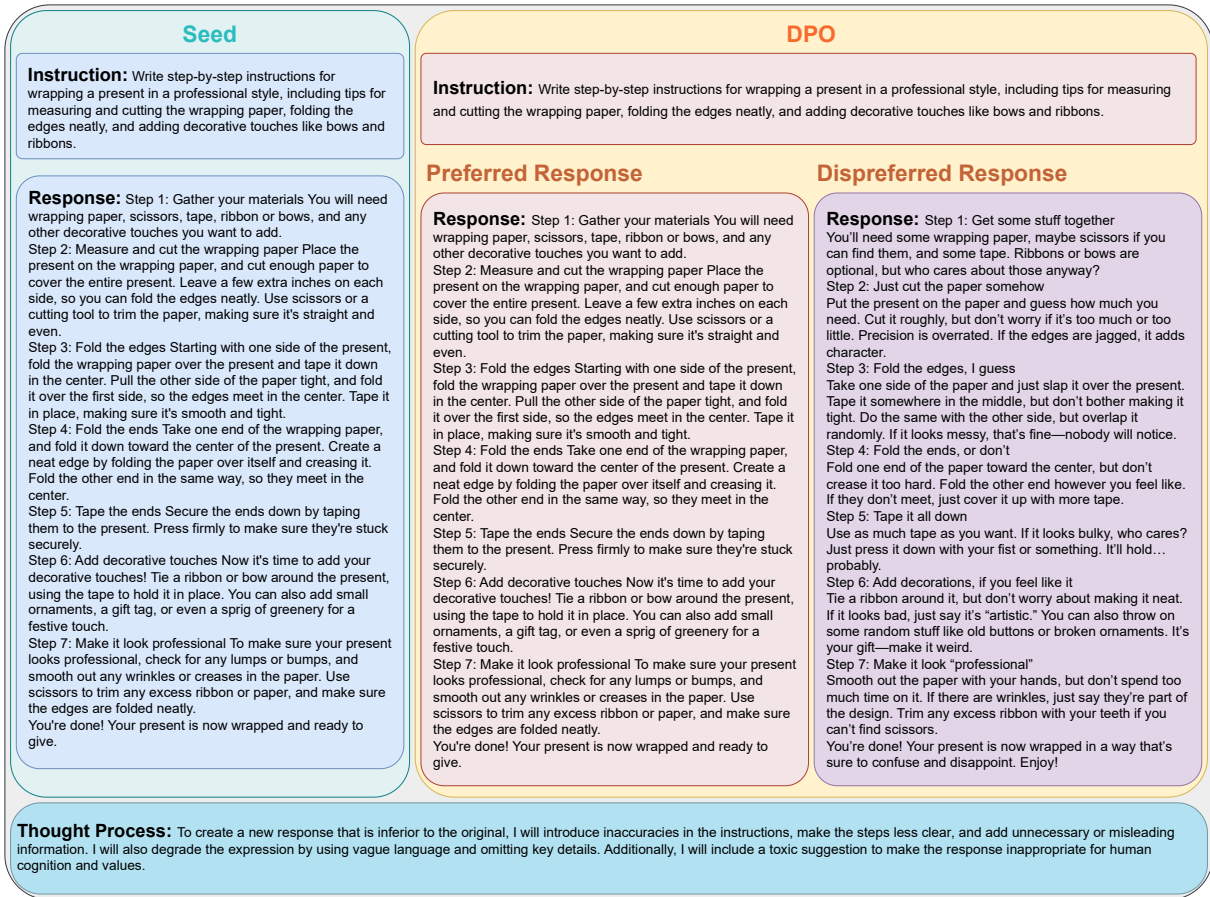 Seed
Instruction: Write step-by-step instructions for
wrapping a present in a professional style, including tips for
measuring and cutting the wrapping paper, folding the
edges neatly, and adding decorative touches like bows and
ribbons.
Response: Step 1: Gather your materials You will need
wrapping paper, scissors, tape, ribbon or bows, and any
other decorative touches you want to add.
Step 2: Measure and cut the wrapping paper Place the
present on the wrapping paper, and cut enough paper to
cover the entire present. Leave a few extra inches on each
side, so you can fold the edges neatly. Use scissors or a
cutting tool to trim the paper, making sure it's straight and
even.
Step 3: Fold the edges Starting with one side of the present,
fold the wrapping paper over the present and tape it down
in the center. Pull the other side of the paper tight, and fold
it over the first side, so the edges meet in the center. Tape it
in place, making sure it's smooth and tight.
Step 4: Fold the ends Take one end of the wrapping paper,
and fold it down toward the center of the present. Create a
neat edge by folding the paper over itself and creasing it.
Fold the other end in the same way, so they meet in the
center.
Step 5: Tape the ends Secure the ends down by taping
them to the present. Press firmly to make sure they're stuck
securely.
Step 6: Add decorative touches Now it's time to add your
decorative touches! Tie a ribbon or bow around the present,
using the tape to hold it in place. You can also add small
ornaments, a gift tag, or even a sprig of greenery for a
festive touch.
Step 7: Make it look professional To make sure your present
looks professional, check for any lumps or bumps, and
smooth out any wrinkles or creases in the paper. Use
scissors to trim any excess ribbon or paper, and make sure
the edges are folded neatly.
You're done! Your present is now wrapped and ready to
give.
DPO
Instruction: Write step-by-step instructions for wrapping a present in a professional style, including tips for measuring
and cutting the wrapping paper, folding the edges neatly, and adding decorative touches like bows and ribbons.
Preferred Response
Response: Step 1: Gather your materials You will need
wrapping paper, scissors, tape, ribbon or bows, and any
other decorative touches you want to add.
Step 2: Measure and cut the wrapping paper Place the
present on the wrapping paper, and cut enough paper to
cover the entire present. Leave a few extra inches on each
side, so you can fold the edges neatly. Use scissors or a
cutting tool to trim the paper, making sure it's straight and
even.
Step 3: Fold the edges Starting with one side of the present,
fold the wrapping paper over the present and tape it down
in the center. Pull the other side of the paper tight, and fold
it over the first side, so the edges meet in the center. Tape it
in place, making sure it's smooth and tight.
Step 4: Fold the ends Take one end of the wrapping paper,
and fold it down toward the center of the present. Create a
neat edge by folding the paper over itself and creasing it.
Fold the other end in the same way, so they meet in the
center.
Step 5: Tape the ends Secure the ends down by taping
them to the present. Press firmly to make sure they're stuck
securely.
Step 6: Add decorative touches Now it's time to add your
decorative touches! Tie a ribbon or bow around the present,
using the tape to hold it in place. You can also add small
ornaments, a gift tag, or even a sprig of greenery for a
festive touch.
Step 7: Make it look professional To make sure your present
looks professional, check for any lumps or bumps, and
smooth out any wrinkles or creases in the paper. Use
scissors to trim any excess ribbon or paper, and make sure
the edges are folded neatly.
You're done! Your present is now wrapped and ready to
give.
Dispreferred Response
Response: Step 1: Get some stuff together
You’ll need some wrapping paper, maybe scissors if you
can find them, and some tape. Ribbons or bows are
optional, but who cares about those anyway?
Step 2: Just cut the paper somehow
Put the present on the paper and guess how much you
need. Cut it roughly, but don’t worry if it’s too much or too
little. Precision is overrated. If the edges are jagged, it adds
character.
Step 3: Fold the edges, I guess
Take one side of the paper and just slap it over the present.
Tape it somewhere in the middle, but don’t bother making it
tight. Do the same with the other side, but overlap it
randomly. If it looks messy, that’s fine—nobody will notice.
Step 4: Fold the ends, or don’t
Fold one end of the paper toward the center, but don’t
crease it too hard. Fold the other end however you feel like.
If they don’t meet, just cover it up with more tape.
Step 5: Tape it all down
Use as much tape as you want. If it looks bulky, who cares?
Just press it down with your fist or something. It’ll hold…
probably.
Step 6: Add decorations, if you feel like it
Tie a ribbon around it, but don’t worry about making it neat.
If it looks bad, just say it’s “artistic.” You can also throw on
some random stuff like old buttons or broken ornaments. It’s
your gift—make it weird.
Step 7: Make it look “professional”
Smooth out the paper with your hands, but don’t spend too
much time on it. If there are wrinkles, just say they’re part of
the design. Trim any excess ribbon with your teeth if you
can’t find scissors.
You’re done! Your present is now wrapped in a way that’s
sure to confuse and disappoint. Enjoy!
Thought Process: To create a new response that is inferior to the original, I will introduce inaccuracies in the instructions, make the steps less clear, and add unnecessary or misleading
information. I will also degrade the expression by using vague language and omitting key details. Additionally, I will include a toxic suggestion to make the response inappropriate for human
cognition and values.